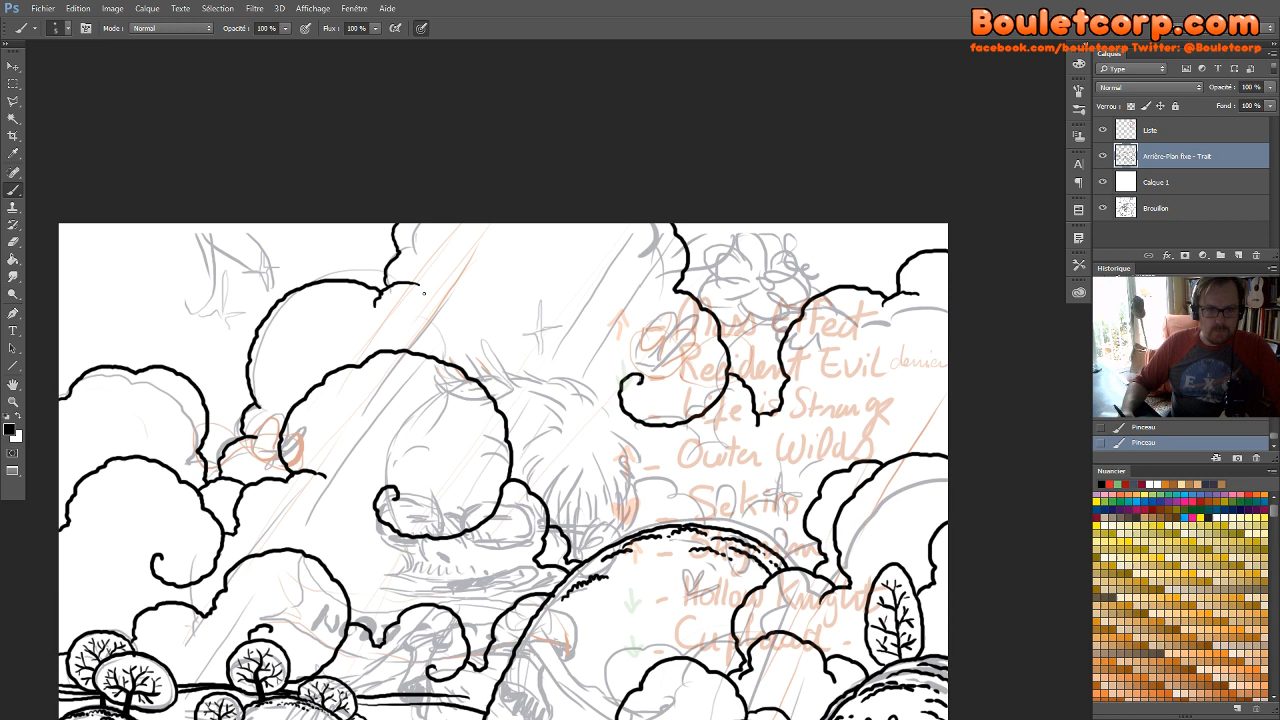 Ps Fichier Edition Image Calque Texte Sélection Filtre 3D Affichage Fenêtre Aide
Bouletcorp.com
facebook.com/bouletcorp Twitter: @Bouletcorp
5 Mode : Normal Opacité : 100 % Flux : 100 %
Calques
Type
Normal Opacité : 100 %
Verrou : Fond : 100 %
Liste
Arrière-Plan fixe - Trait
Calque 1
Brouillon
fx
Historique
Pinceau
Pinceau
Nuancier
- Mass Effect
- Resident Evil
- Life is Strange
- Outer Wilds
- Sekiro
- Hollow Knight
- Cuphead -